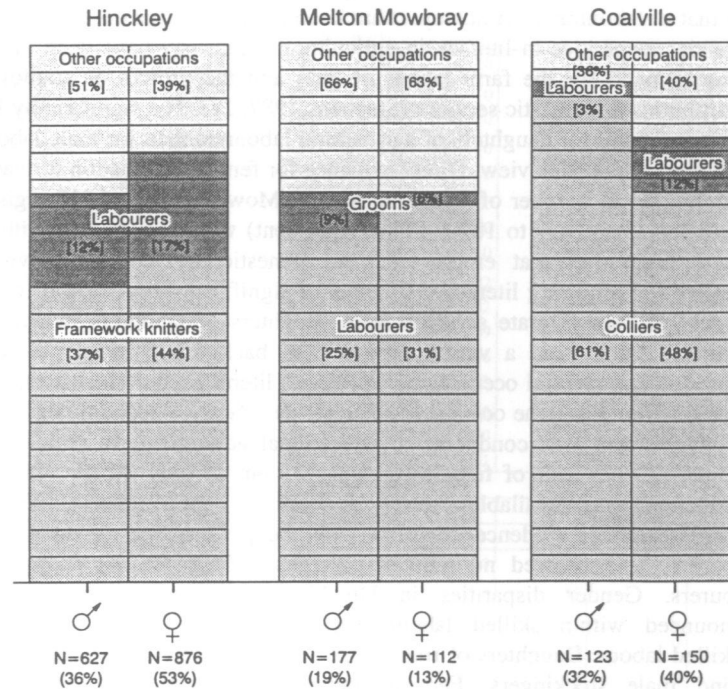 Hinckley
Melton Mowbray
Coalville
Other occupations
[51%] [39%]
Labourers
[12%] [17%]
Framework knitters
[37%] [44%]
Other occupations
[66%] [63%]
Grooms [6%]
[9%]
Labourers
[25%] [31%]
Other occupations
[36%] [40%]
Labourers
[3%]
Labourers
[12%]
Colliers
[61%] [48%]
♂ ♀ ♂ ♀ ♂ ♀
N=627 N=876 N=177 N=112 N=123 N=150
(36%) (53%) (19%) (13%) (32%) (40%)